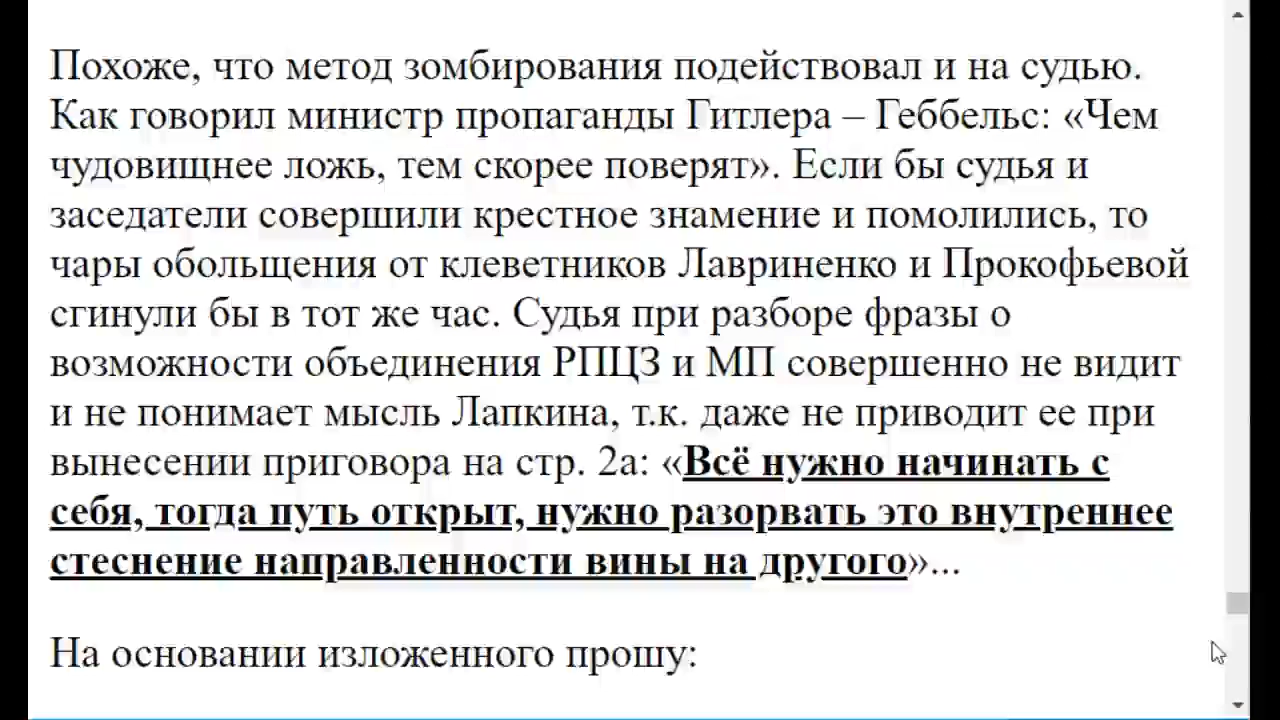 Похоже, что метод зомбирования подействовал и на судью.
Как говорил министр пропаганды Гитлера – Геббельс: «Чем
чудовищнее ложь, тем скорее поверят». Если бы судья и
заседатели совершили крестное знамение и помолились, то
чары обольщения от клеветников Лавриненко и Прокофьевой
сгинули бы в тот же час. Судья при разборе фразы о
возможности объединения РПЦЗ и МП совершенно не видит
и не понимает мысль Лапкина, т.к. даже не приводит ее при
вынесении приговора на стр. 2а: «Всё нужно начинать с
себя, тогда путь открыт, нужно разорвать это внутреннее
стеснение направленности вины на другого»...
На основании изложенного прошу: